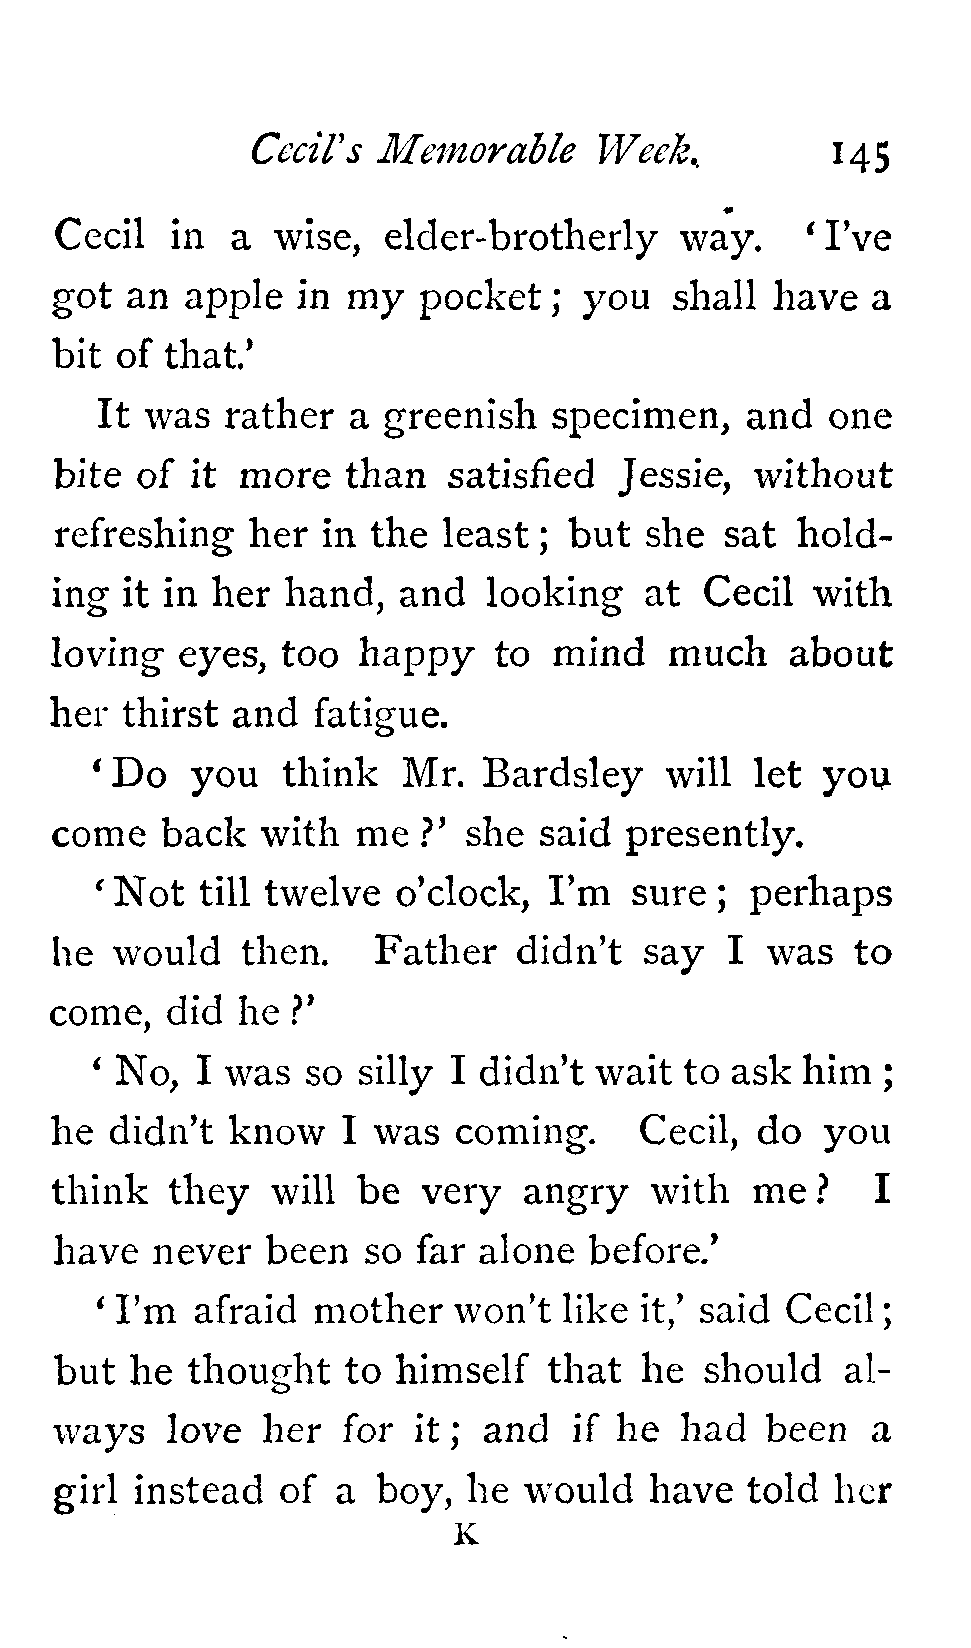 Cecil's Memorable Week. 145
Cecil in a wise, elder-brotherly way. ‘I've
got an apple in my pocket; you shall have a
bit of that.’
It was rather a greenish specimen, and one
bite of it more than satisfied Jessie, without
refreshing her in the least; but she sat hold-
ing it in her hand, and looking at Cecil with
loving eyes, too happy to mind much about
her thirst and fatigue.
‘Do you think Mr. Bardsley will let you
come back with me?’ she said presently.
‘Not till twelve o'clock, I'm sure; perhaps
he would then. Father didn't say I was to
come, did he?’
‘No, I was so silly I didn't wait to ask him;
he didn't know I was coming. Cecil, do you
think they will be very angry with me? I
have never been so far alone before.’
‘I'm afraid mother won't like it,’ said Cecil;
but he thought to himself that he should al-
ways love her for it; and if he had been a
girl instead of a boy, he would have told her
K